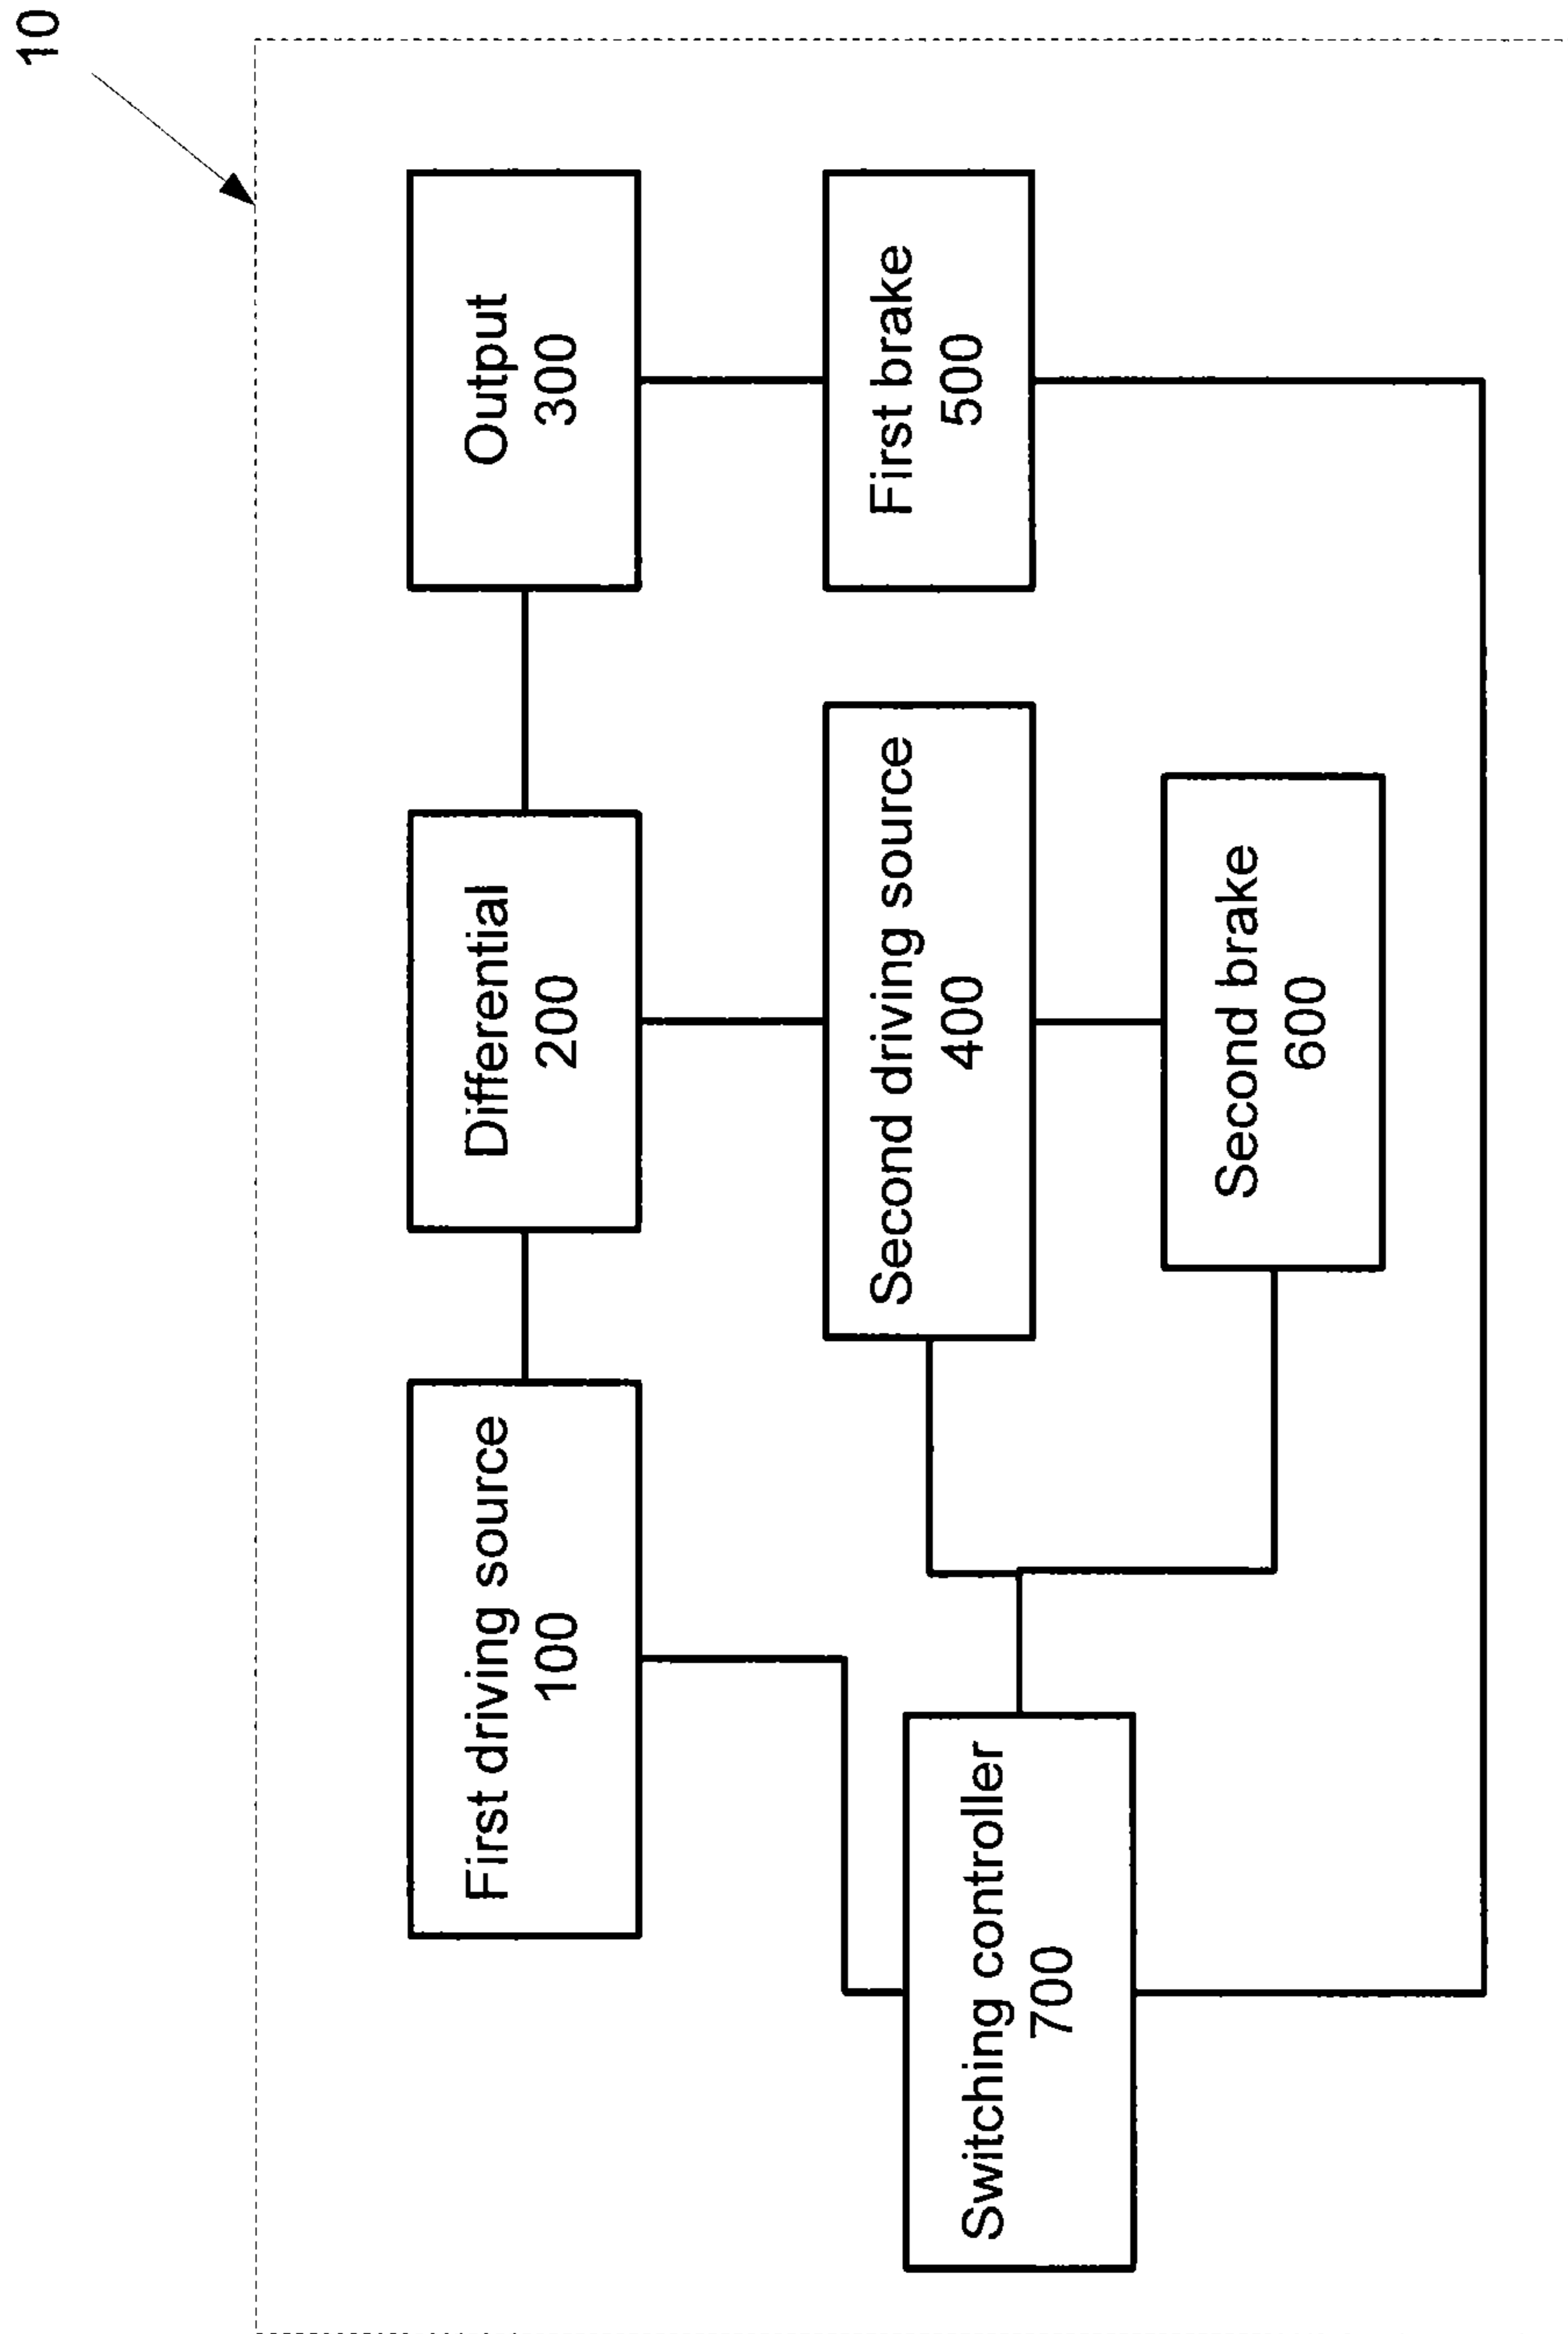 10
First driving source
100
Differential
200
Output
300
Second driving source
400
First brake
500
Switching controller
700
Second brake
600